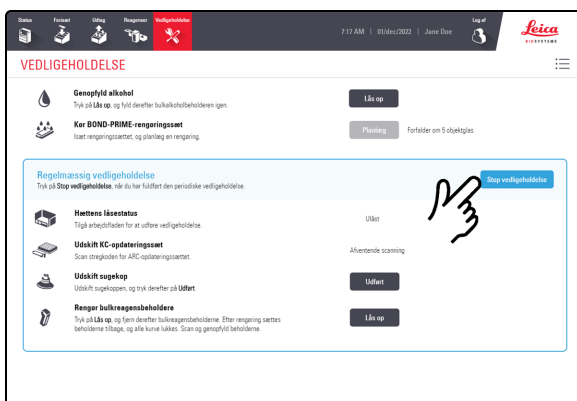 Status Forisæt Udtag Reagenser Vedligeholdelse
7:17 AM | 01/dec/2022 | Jane Doe
Log af
Leica
BIOSYSTEMS
VEDLIGEHOLDELSE
Genopfyld alkohol
Tryk på Lås op, og fyld derefter bulkalkoholbeholderen igen.
Lås op
Kør BOND-PRIME-rengøringssæt
Isæt rengøringssættet, og planlæg en rengøring.
Planlæg
Forfalder om 5 objektglas
Regelmæssig vedligeholdelse
Tryk på Stop vedligeholdelse, når du har fuldført den periodiske vedligeholdelse.
Stop vedligeholdelse
Hættens låsestatus
Tilgå arbejdsfladen for at udføre vedligeholdelse.
Ulåst
Udskift KC-opdateringssæt
Scan stregkoden for ARC-opdateringssættet
Afventende scanning
Udskift sugekop
Udskift sugekoppen, og tryk derefter på Udført
Udført
Rengør bulkreagensbeholdere
Tryk på Lås op, og fjern derefter bulkreagensbeholderne. Efter rengøring sættes
beholderne tilbage, og alle kurve lukkes. Scan og genopfyld beholderne.
Lås op